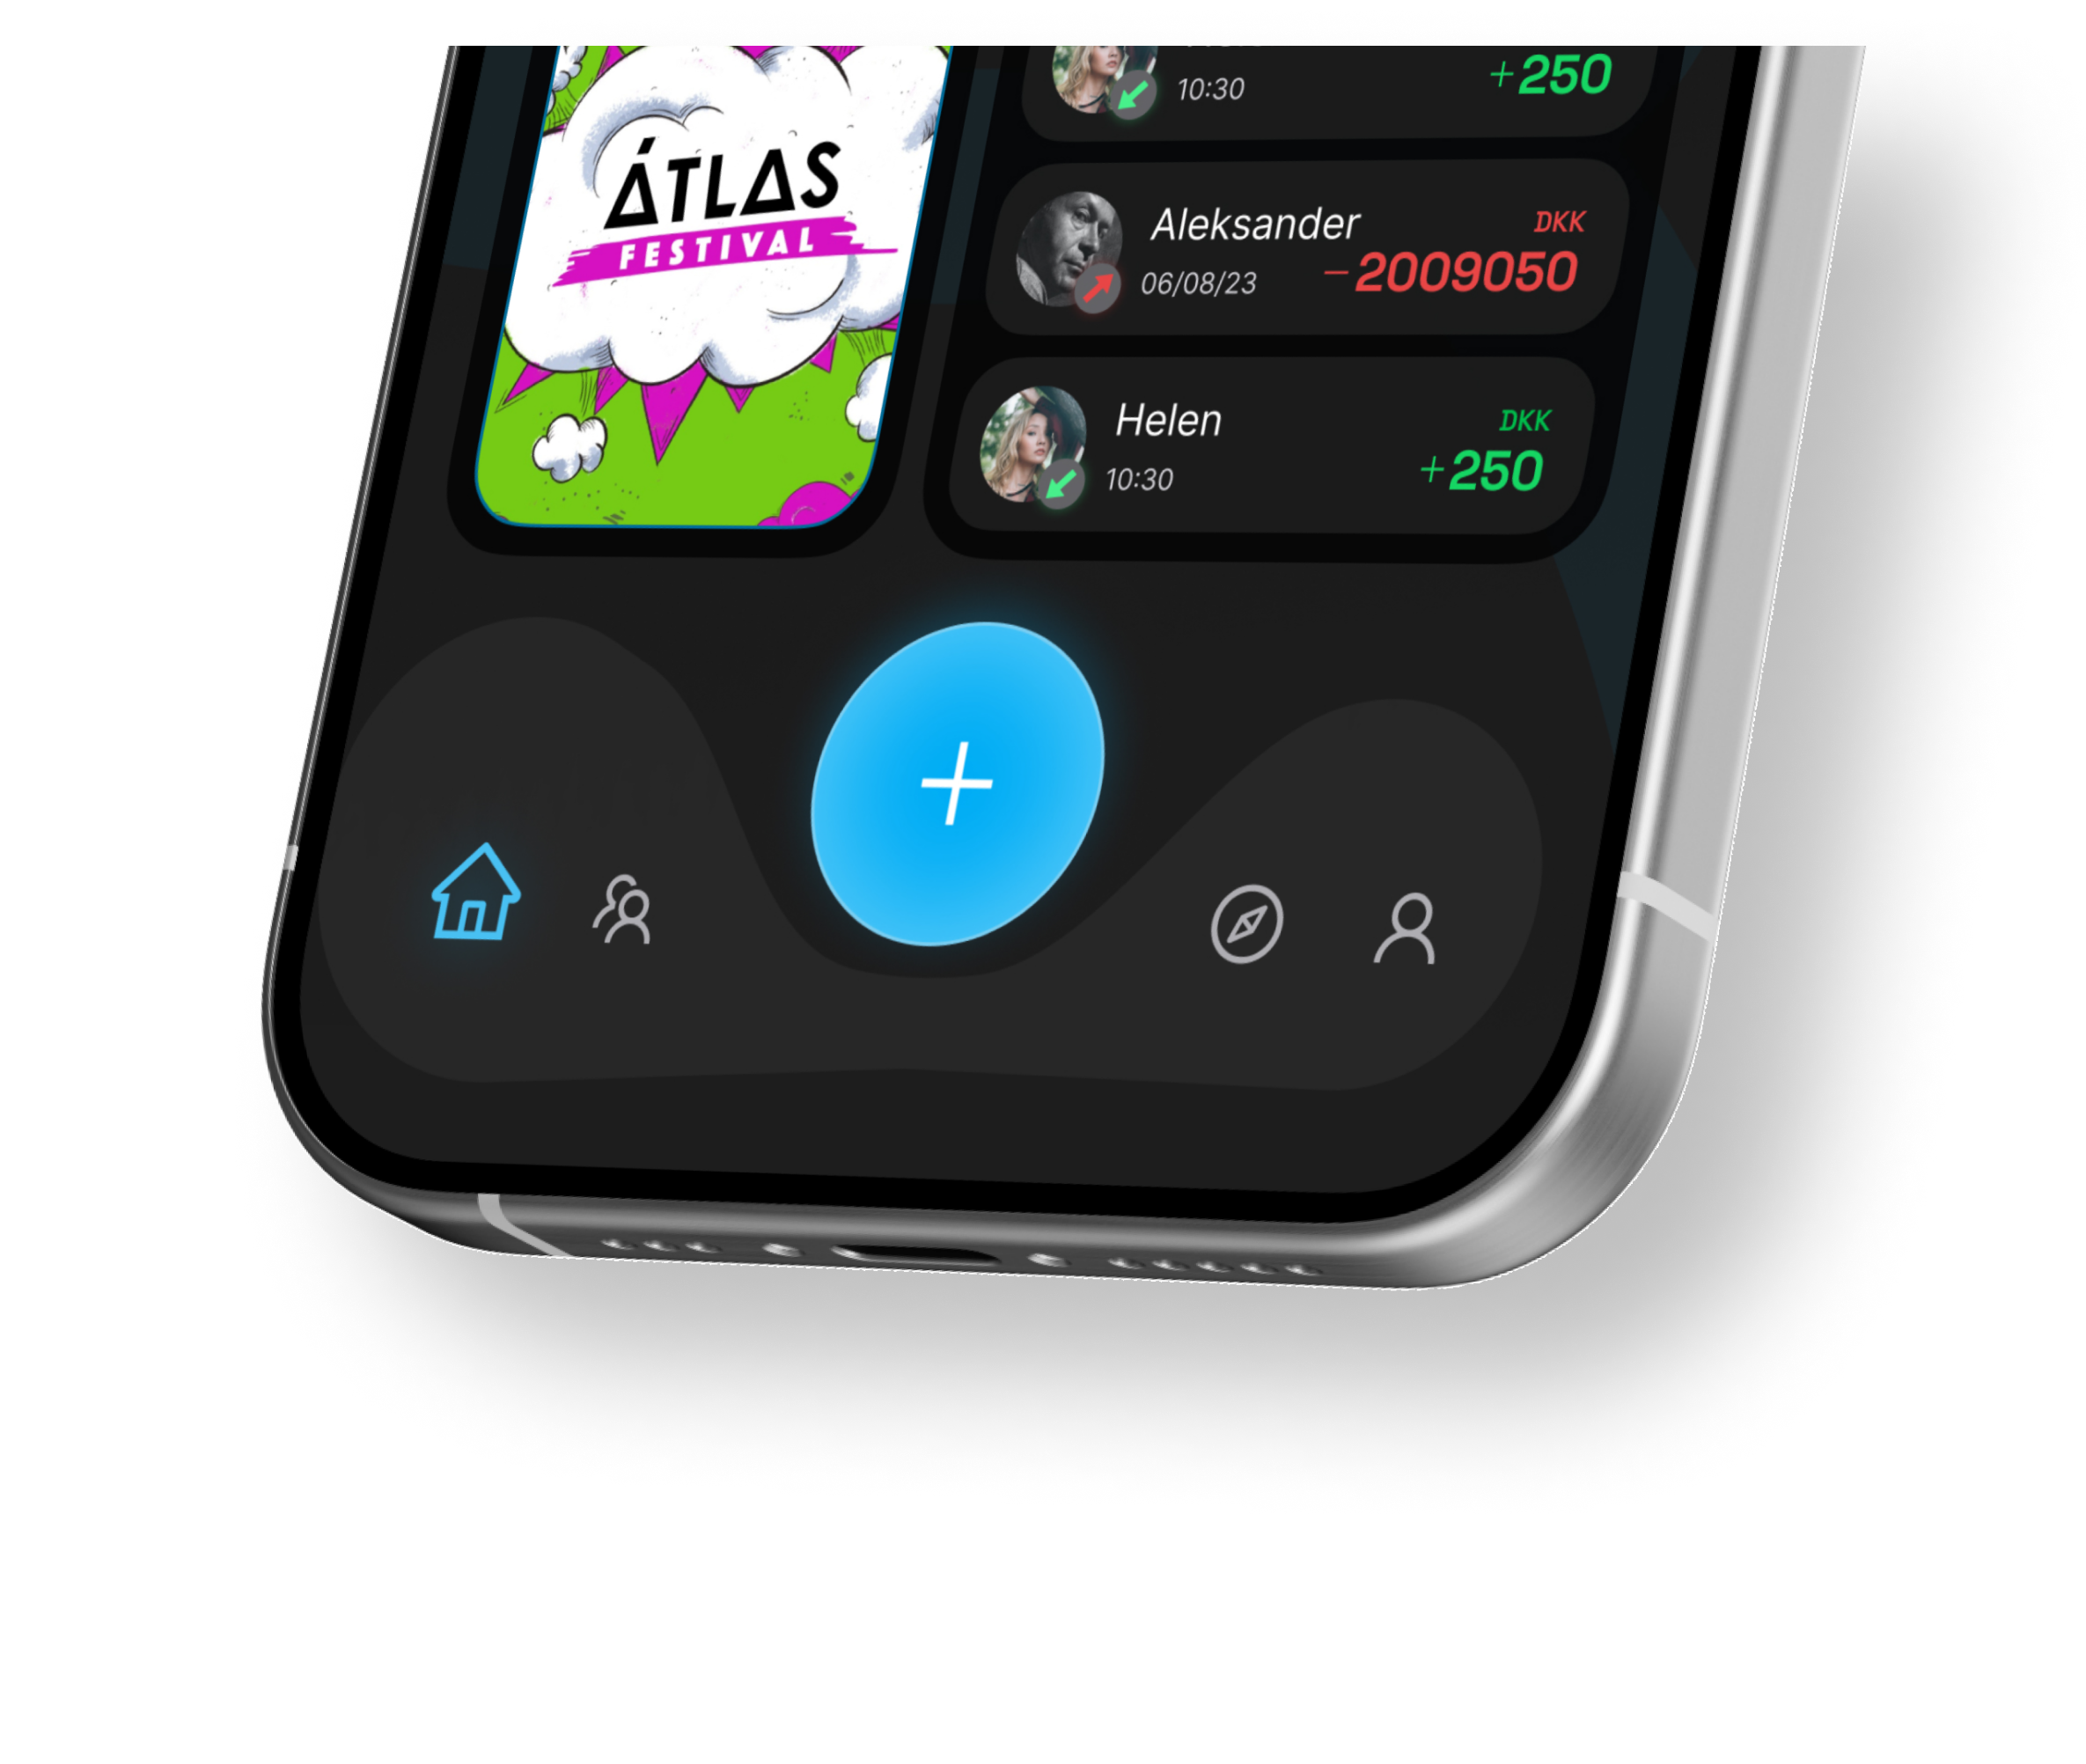 ÁTLAS
FESTIVAL
10:30
+250
Aleksander
DKK
06/08/23
−2009050
Helen
DKK
10:30
+250